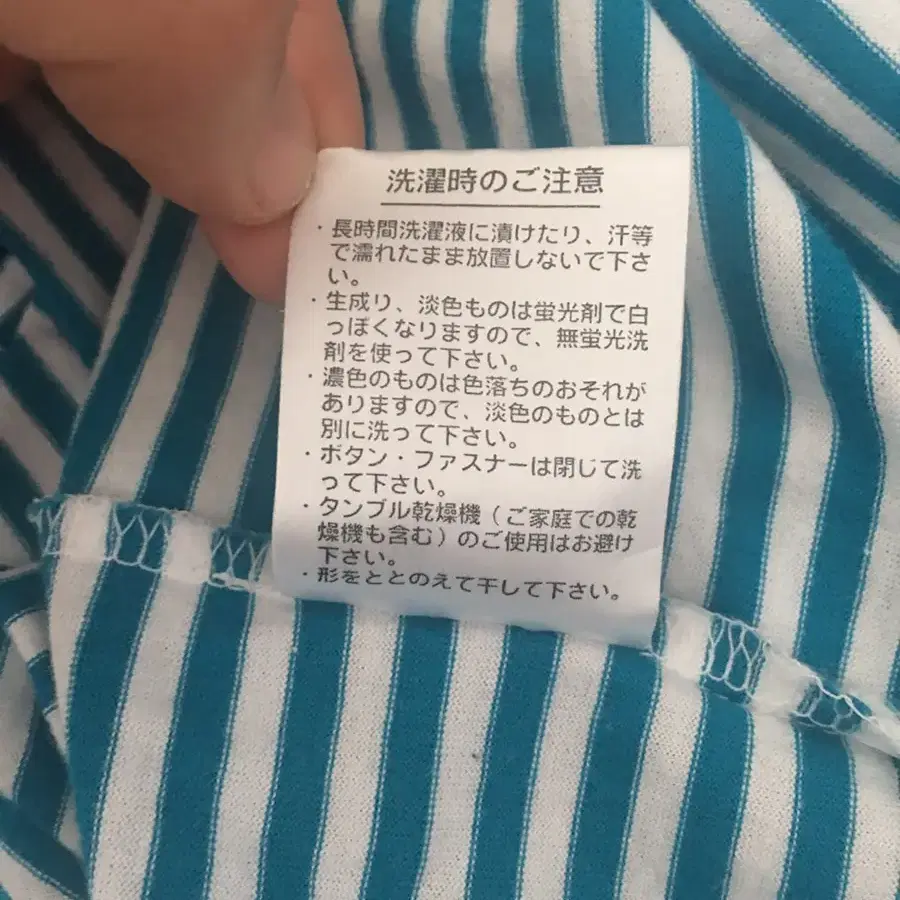 洗濯時のご注意
・長時間洗濯液に漬けたり、汗等
で濡れたまま放置しないで下さ
い。
・生成り、淡色ものは蛍光剤で白
っぽくなりますので、無蛍光洗
剤を使って下さい。
・濃色のものは色落ちのおそれが
ありますので、淡色のものとは
別に洗って下さい。
・ボタン・ファスナーは閉じて洗
って下さい。
・タンブル乾燥機（ご家庭での乾
燥機も含む）のご使用はお避け
下さい。
・形をととのえて干して下さい。